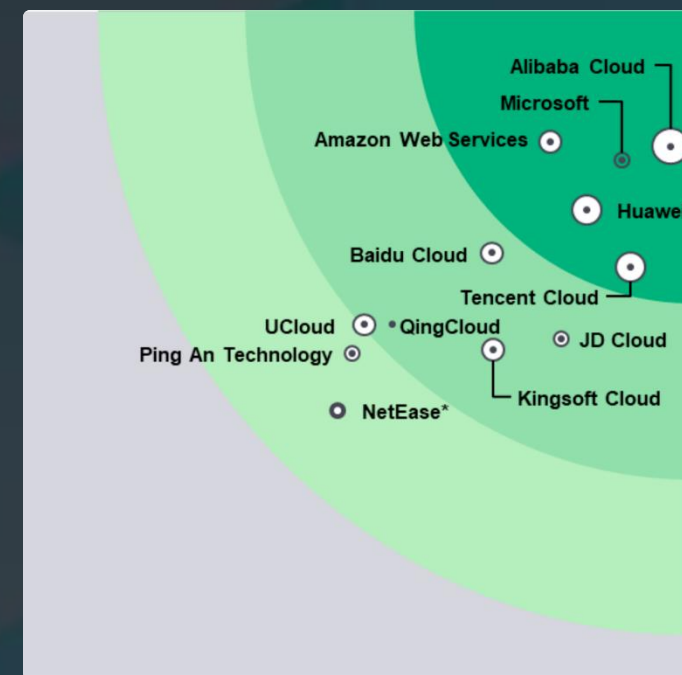 Alibaba Cloud
Microsoft
Amazon Web Services
Huawe
Baidu Cloud
Tencent Cloud
UCloud
QingCloud
JD Cloud
Ping An Technology
Kingsoft Cloud
NetEase*